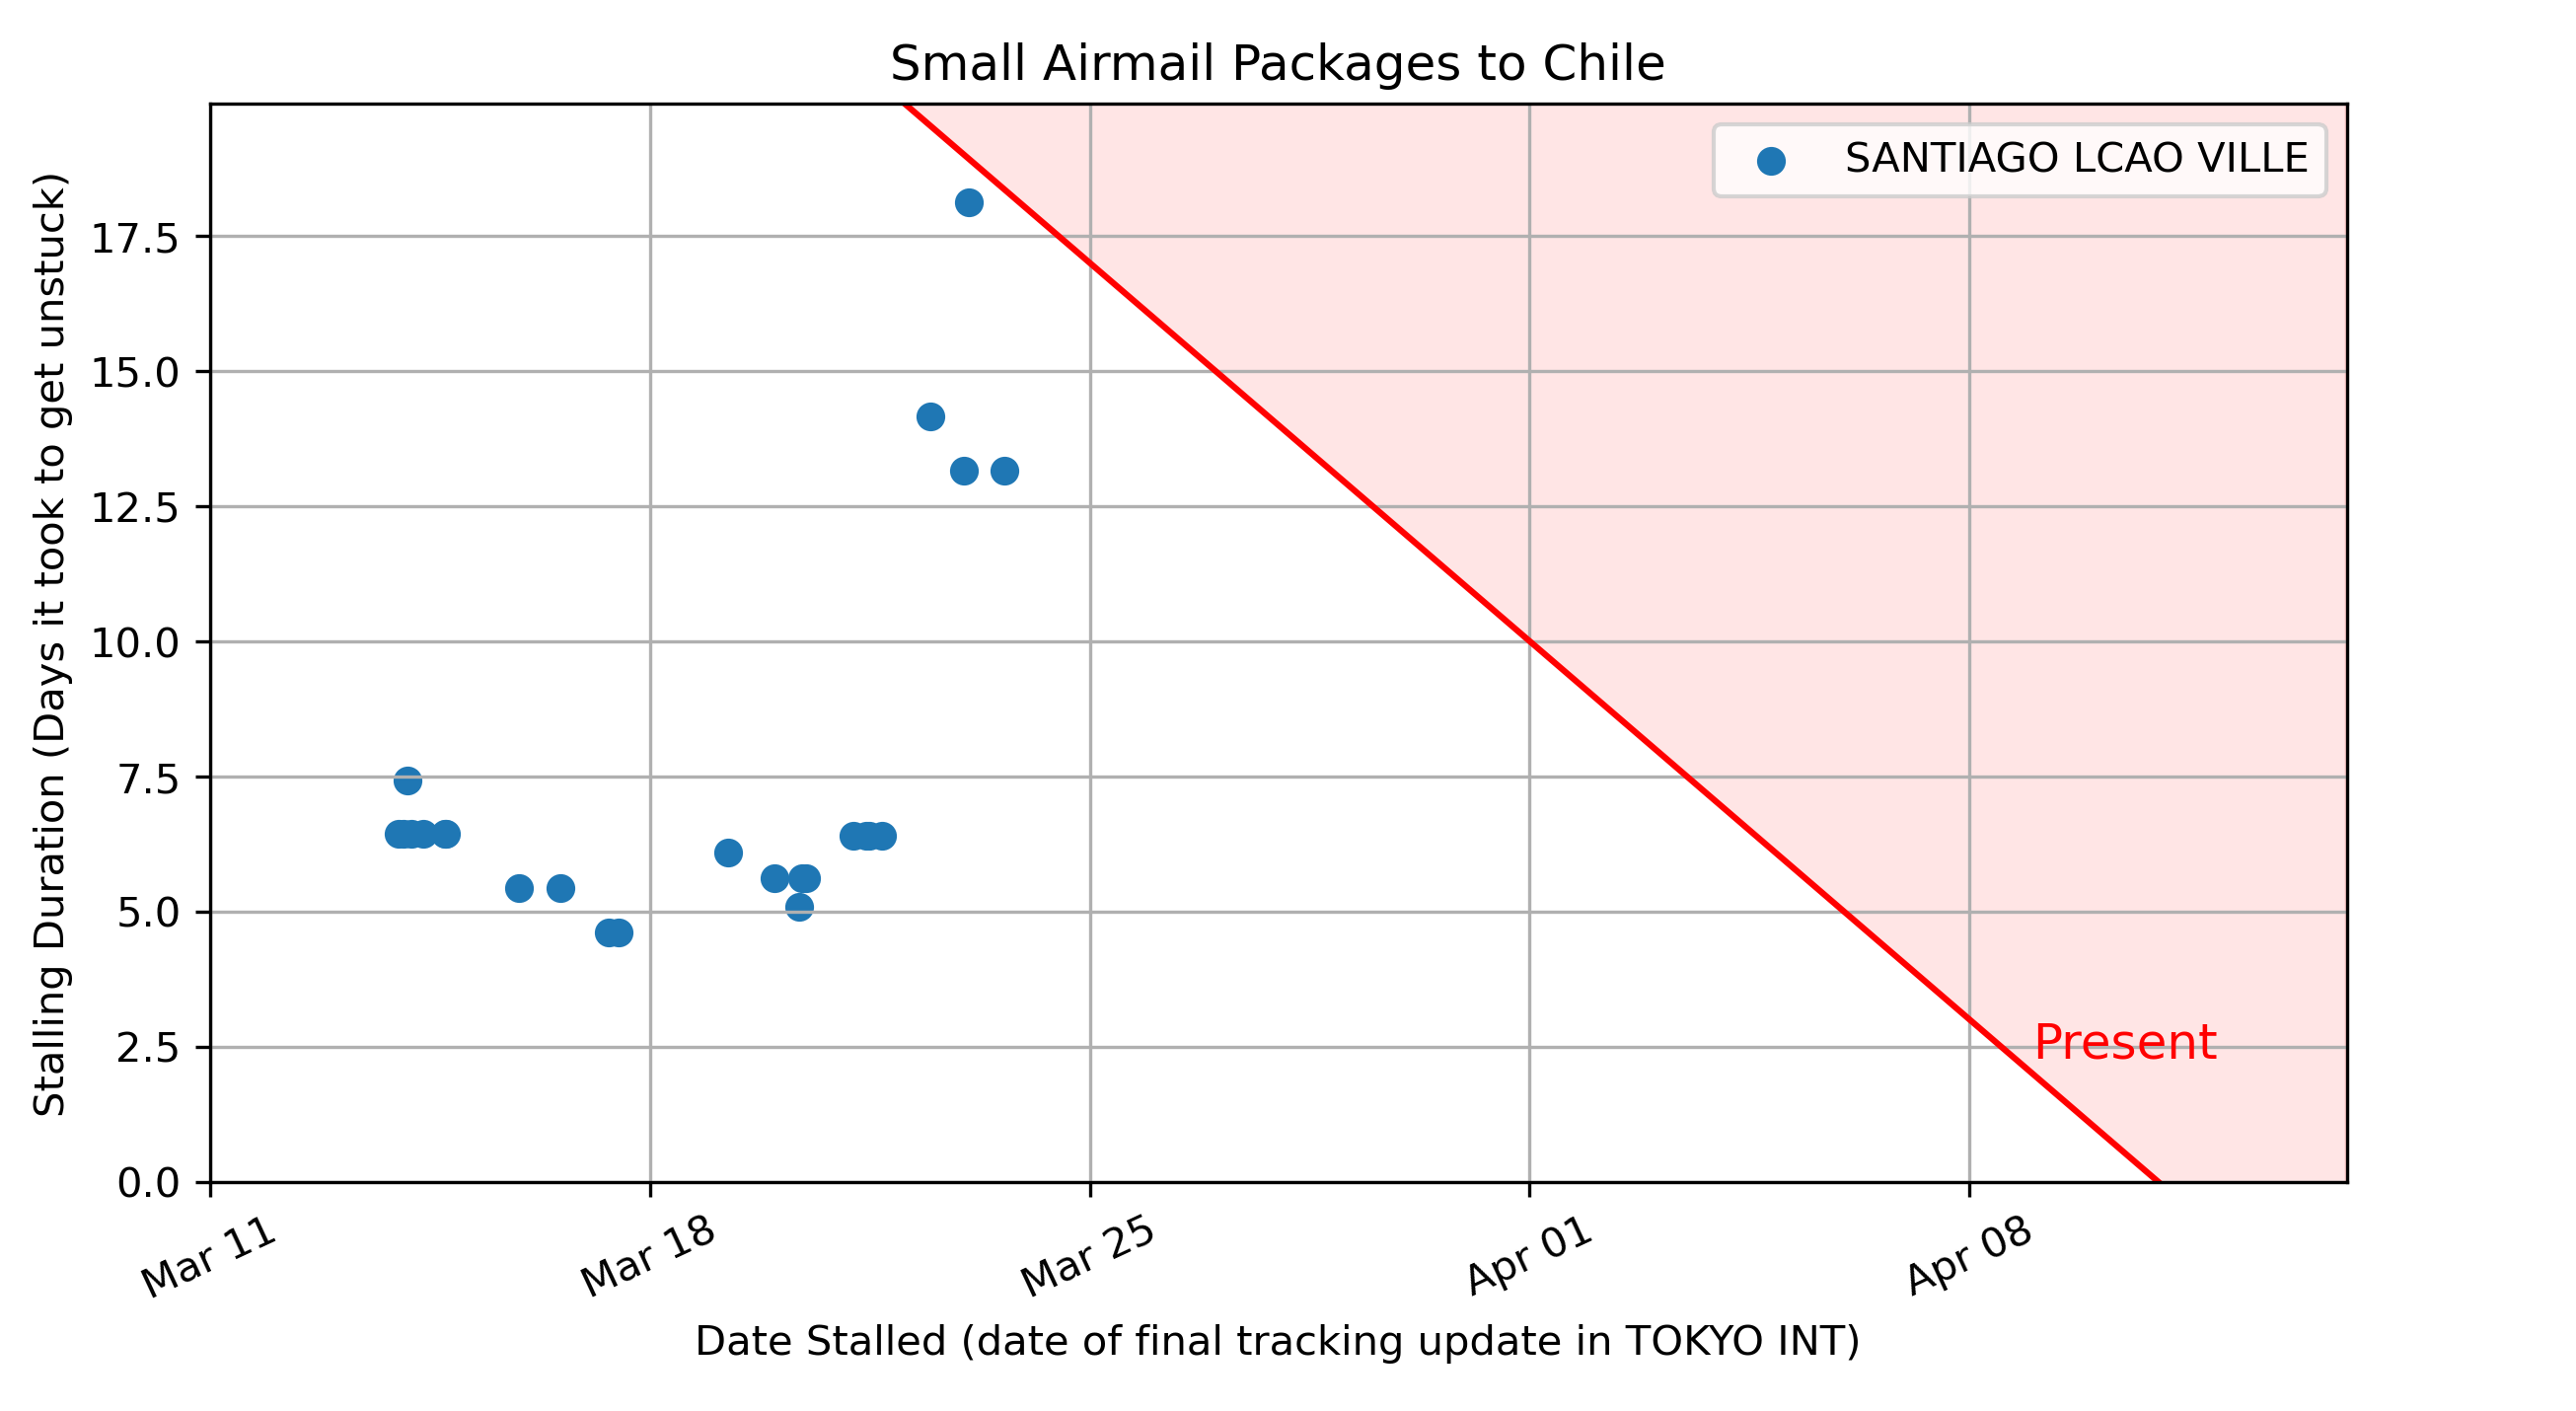 Small Airmail Packages to Chile
SANTIAGO LCAO VILLE
Stalling Duration (Days it took to get unstuck)
17.5
15.0
12.5
10.0
7.5
5.0
2.5
0.0
Present
Mar 11
Mar 18
Mar 25
Apr 01
Apr 08
Date Stalled (date of final tracking update in TOKYO INT)